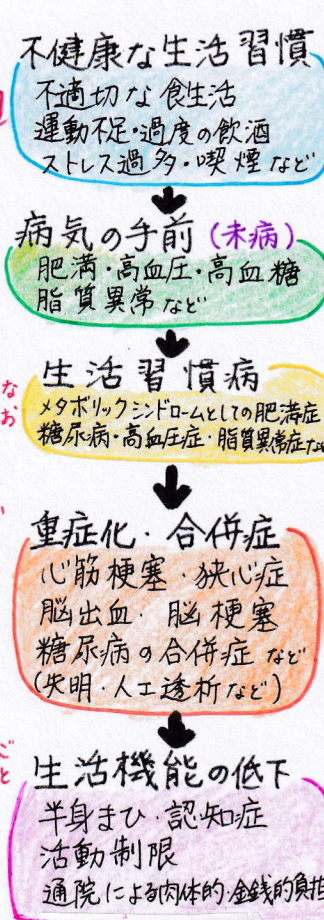 不健康な生活習慣
不適切な食生活
運動不足・過度の飲酒
ストレス過多・喫煙など
病気の手前（未病）
肥満・高血圧・高血糖
脂質異常など
生活習慣病
メタボリックシンドロームとしての肥満症
糖尿病・高血圧症・脂質異常症など
重症化・合併症
心筋梗塞・狭心症
脳出血・脳梗塞
糖尿病の合併症など
（失明・人工透析など）
生活機能の低下
半身まひ・認知症
活動制限
通院による肉体的・金銭的負担
なお
ごと